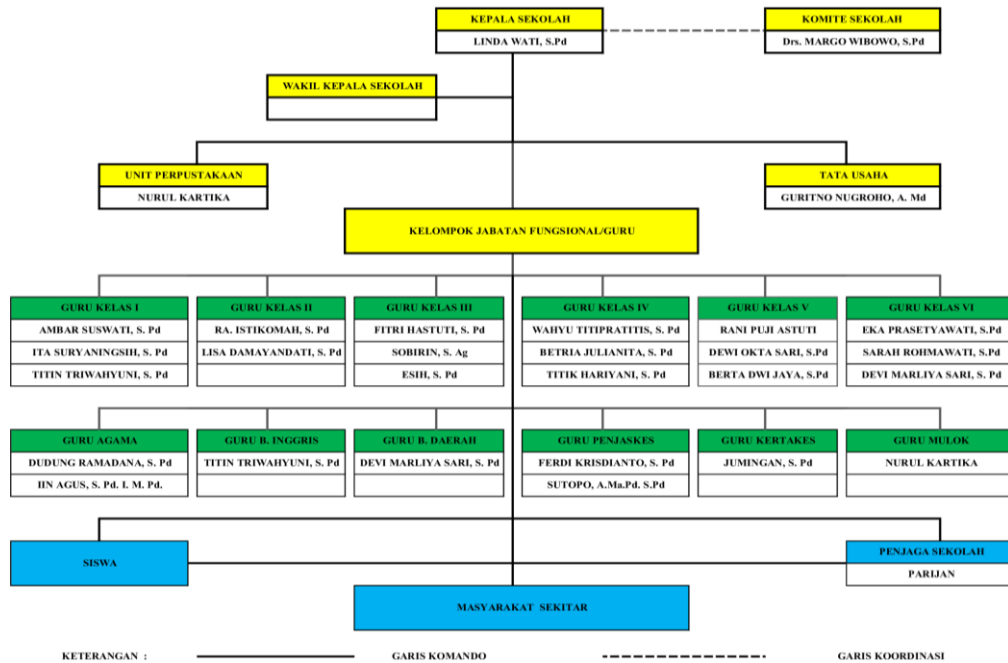 KEPALA SEKOLAH
LINDA WATI, S.Pd
KOMITE SEKOLAH
Drs. MARGO WIBOWO, S.Pd
WAKIL KEPALA SEKOLAH
UNIT PERPUSTAKAAN
NURUL KARTIKA
TATA USAHA
GURITNO NUGROHO, A. Md
KELOMPOK JABATAN FUNGSIONAL/GURU
GURU KELAS I
AMBAR SUSWATI, S. Pd
ITA SURYANINGSIH, S. Pd
TITIN TRIWAHYUNI, S. Pd
GURU KELAS II
RA. ISTIKOMAH, S. Pd
LISA DAMAYANDATI, S. Pd
GURU KELAS III
FITRI HASTUTI, S. Pd
SOBIRIN, S. Ag
ESIH, S. Pd
GURU KELAS IV
WAHYU TITIPRATITIS, S. Pd
BETRIA JULIANITA, S. Pd
TITIK HARIYANI, S. Pd
GURU KELAS V
RANI PUJI ASTUTI
DEWI OKTA SARI, S.Pd
BERTA DWI JAYA, S.Pd
GURU KELAS VI
EKA PRASETYAWATI, S. Pd
SARAH ROHMAWATI, S. Pd
DEVI MARLIYA SARI, S. Pd
GURU AGAMA
DUDUNG RAMADANA, S. Pd
IIN AGUS, S. Pd. I. M. Pd.
GURU B. INGGRIS
TITIN TRIWAHYUNI, S. Pd
GURU B. DAERAH
DEVI MARLIYA SARI, S. Pd
GURU PENJASKES
FERDI KRISDIANTO, S. Pd
SUTOPO, A.Ma.Pd. S.Pd
GURU KERTAKES
JUMINGAN, S. Pd
GURU MULOK
NURUL KARTIKA
SISWA
PENJAGA SEKOLAH
PARIJAN
MASYARAKAT SEKITAR
KETERANGAN :
GARIS KOMANDO
GARIS KOORDINASI